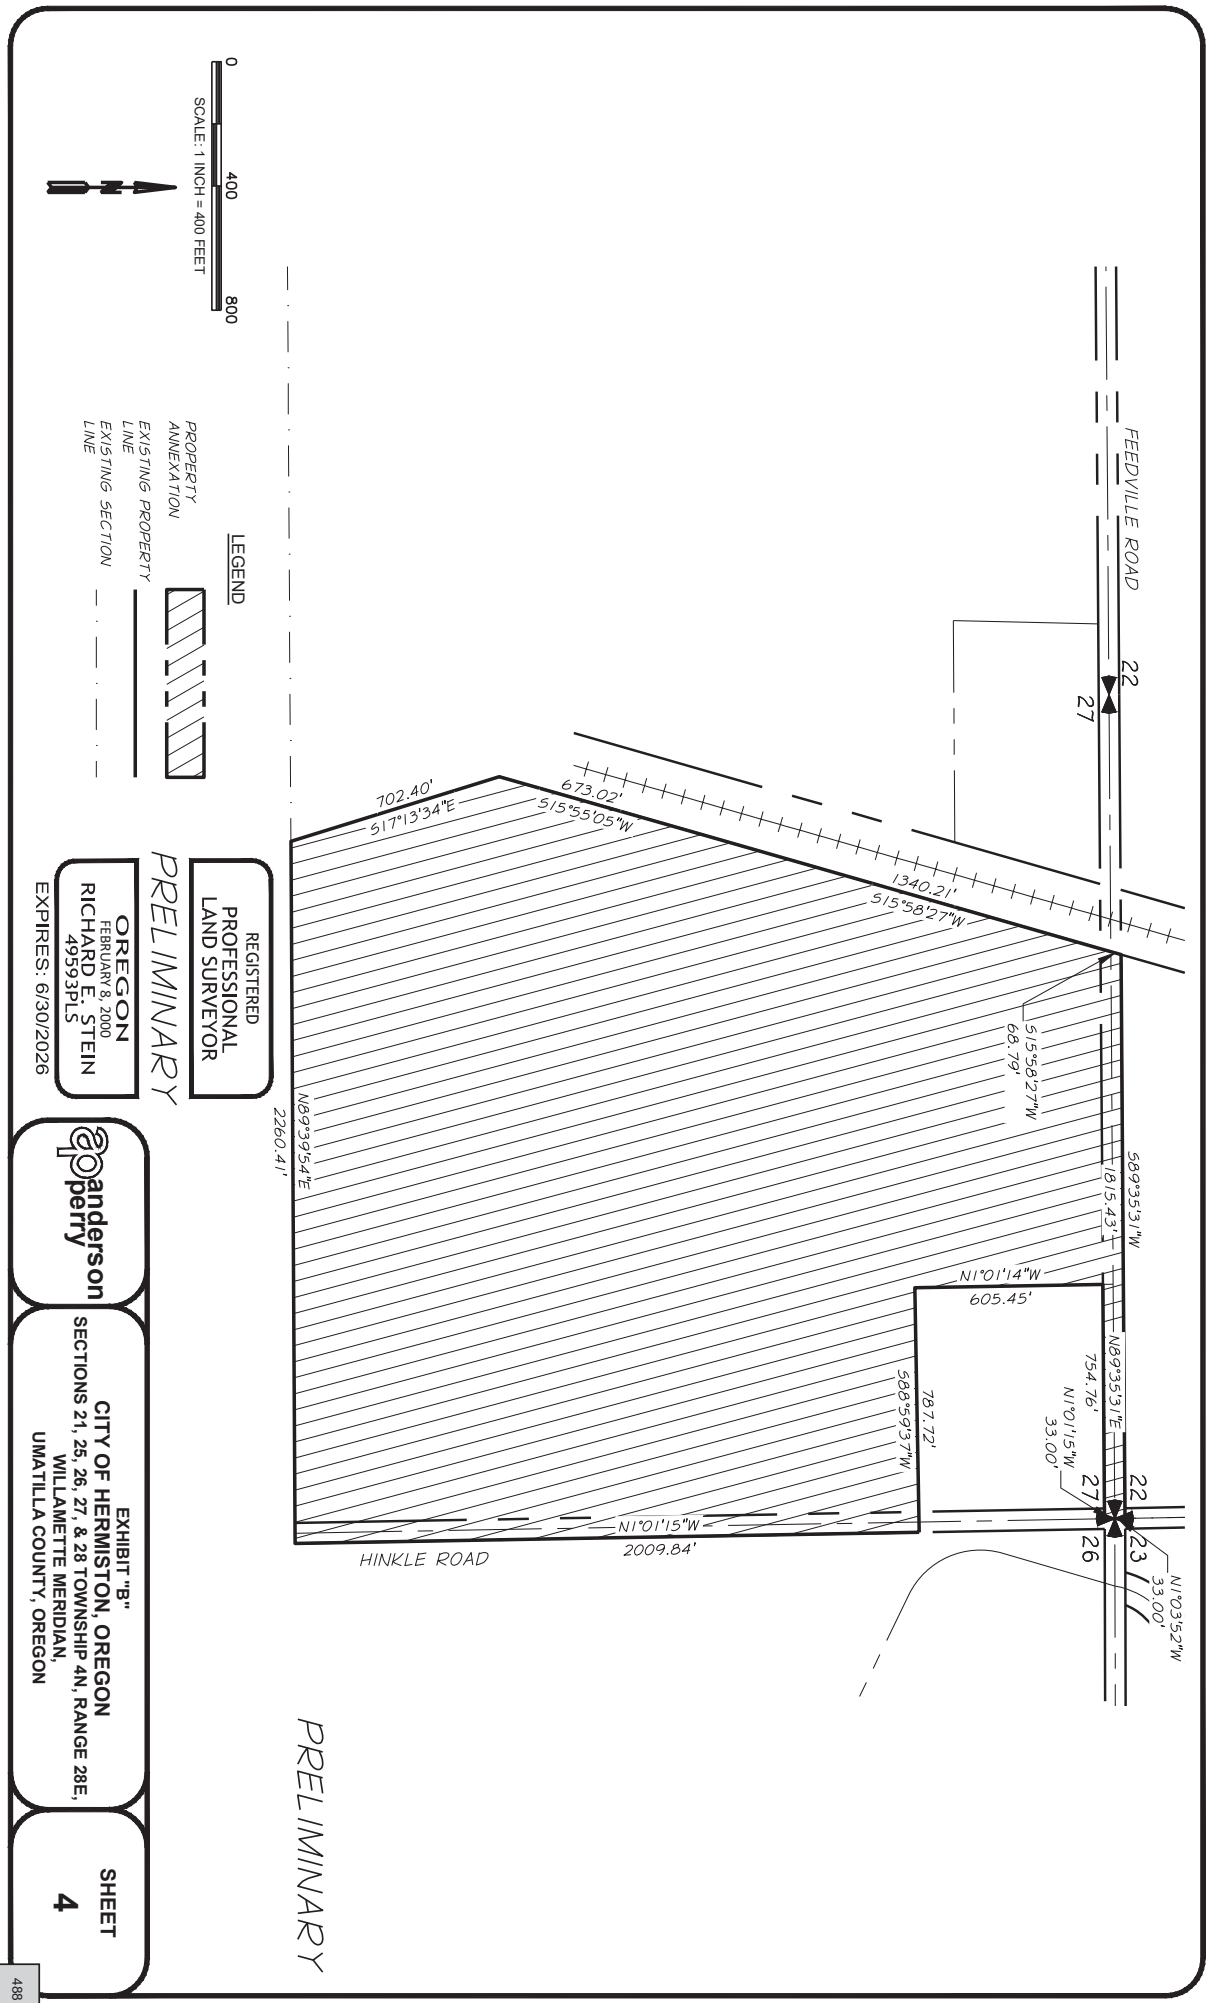 FEEDVILLE ROAD
22
27
S89°35'31"W
1815.43'
N89°35'31"E
754.76'
N1°01'15"W
33.00'
22
23
27
26
N1°03'52"W
33.00'
S15°58'27"W
68.79'
1340.21'
S15°58'27"W
673.02'
S15°55'05"W
702.40'
S17°13'34"E
N1°01'14"W
605.45'
787.72'
S88°59'37"W
N1°01'15"W
2009.84'
HINKLE ROAD
N89°39'54"E
2260.41'
PRELIMINARY
0
400
800
SCALE: 1 INCH = 400 FEET
N
LEGEND
PROPERTY
ANNEXATION
EXISTING PROPERTY
LINE
EXISTING SECTION
LINE
REGISTERED
PROFESSIONAL
LAND SURVEYOR
PRELIMINARY
OREGON
FEBRUARY 8, 2000
RICHARD E. STEIN
49593PLS
EXPIRES: 6/30/2026
ap
anderson
perry
EXHIBIT "B"
CITY OF HERMISTON, OREGON
SECTIONS 21, 25, 26, 27, & 28 TOWNSHIP 4N, RANGE 28E,
WILLAMETTE MERIDIAN,
UMATILLA COUNTY, OREGON
SHEET
4
488